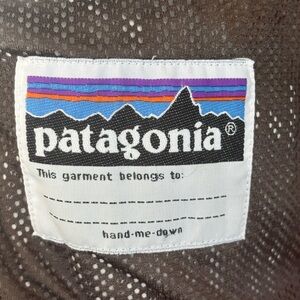 patagonia®
This garment belongs to:
hand-me-down